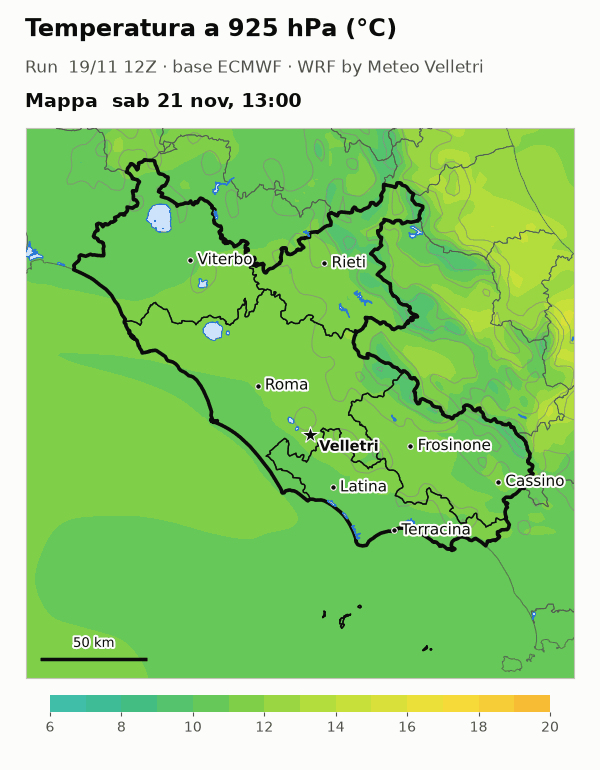 Temperatura a 925 hPa (°C)
Run  19/11 12Z · base ECMWF · WRF by Meteo Velletri
Mappa  sab 21 nov, 13:00
Viterbo
Rieti
Roma
Velletri
Frosinone
Cassino
Latina
Terracina
50 km
6 8 10 12 14 16 18 20